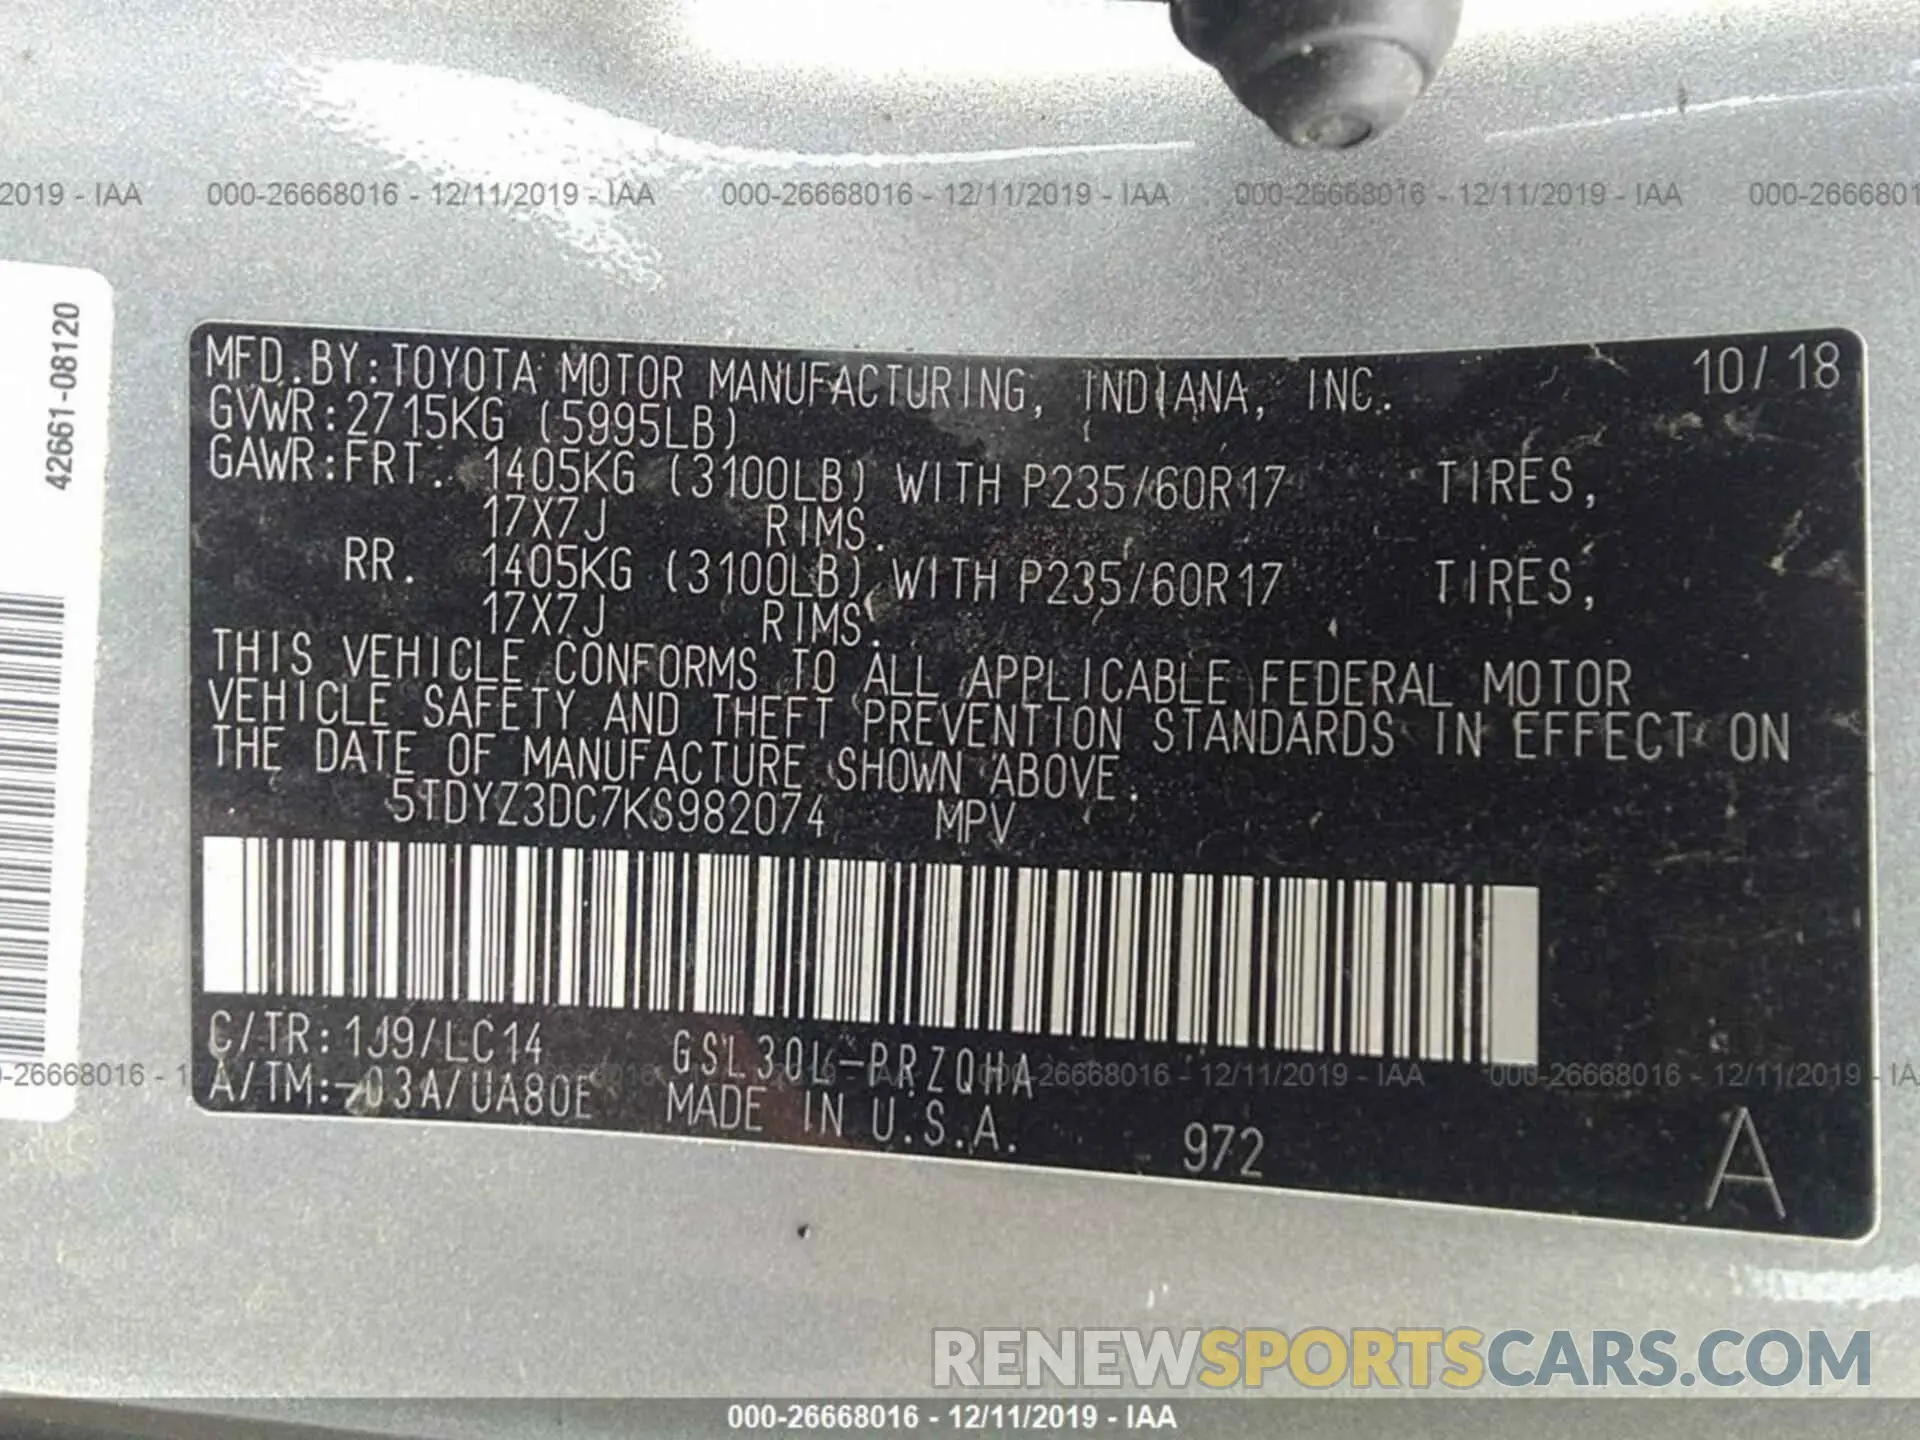 2019 - IAA 000-26668016 - 12/11/2019 - IAA 000-26668016 - 12/11/2019 - IAA 000-26668016 - 12/11/2019 - IAA 000-2666801
42661-08120
MFD.BY:TOYOTA MOTOR MANUFACTURING, INDIANA, INC. 10/18
GVWR:2715KG (5995LB)
GAWR:FRT. 1405KG (3100LB) WITH P235/60R17 TIRES,
17X7J RIMS.
RR. 1405KG (3100LB) WITH P235/60R17 TIRES,
17X7J RIMS.
THIS VEHICLE CONFORMS TO ALL APPLICABLE FEDERAL MOTOR
VEHICLE SAFETY AND THEFT PREVENTION STANDARDS IN EFFECT ON
THE DATE OF MANUFACTURE SHOWN ABOVE.
5TDYZ3DC7KS982074 MPV
C/TR:1J9/LC14 GSL30L-PRZQHA
0-26668016 - 1 000-26668016 - 12/11/2019 - IAA 000-26668016 - 12/11/2019 - IA
A/TM:-03A/UA80E MADE IN U.S.A. 972 A
RENEWSPORTSCARS.COM
000-26668016 - 12/11/2019 - IAA